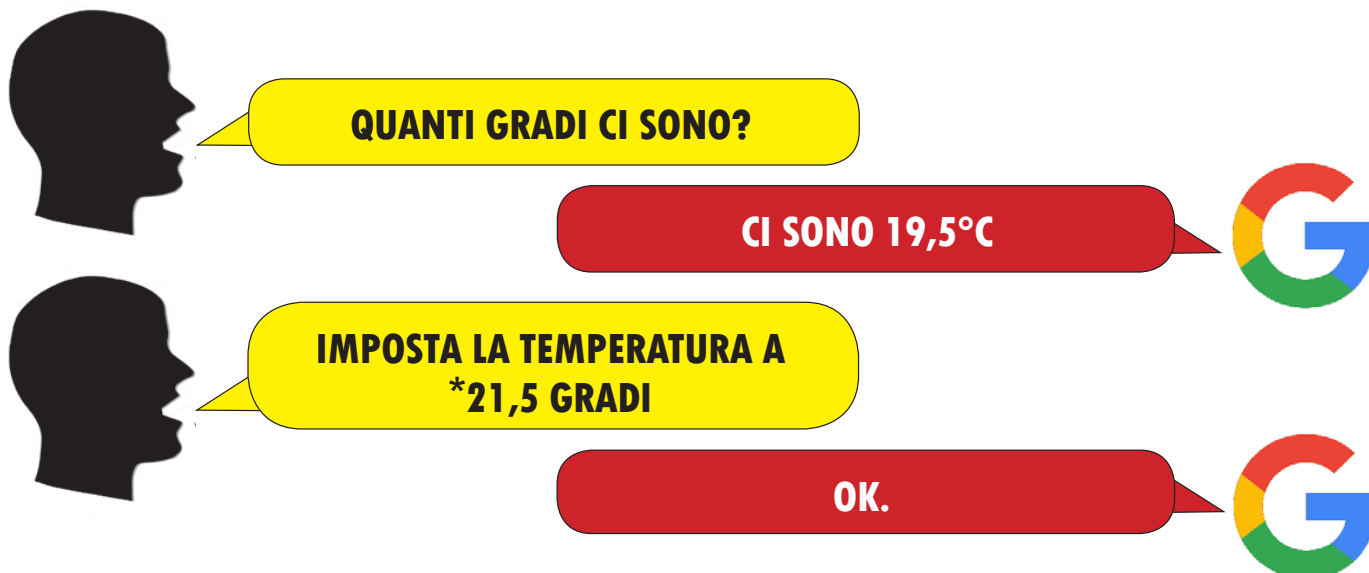 QUANTI GRADI CI SONO?
CI SONO 19,5°C
IMPOSTA LA TEMPERATURA A
*21,5 GRADI
OK.